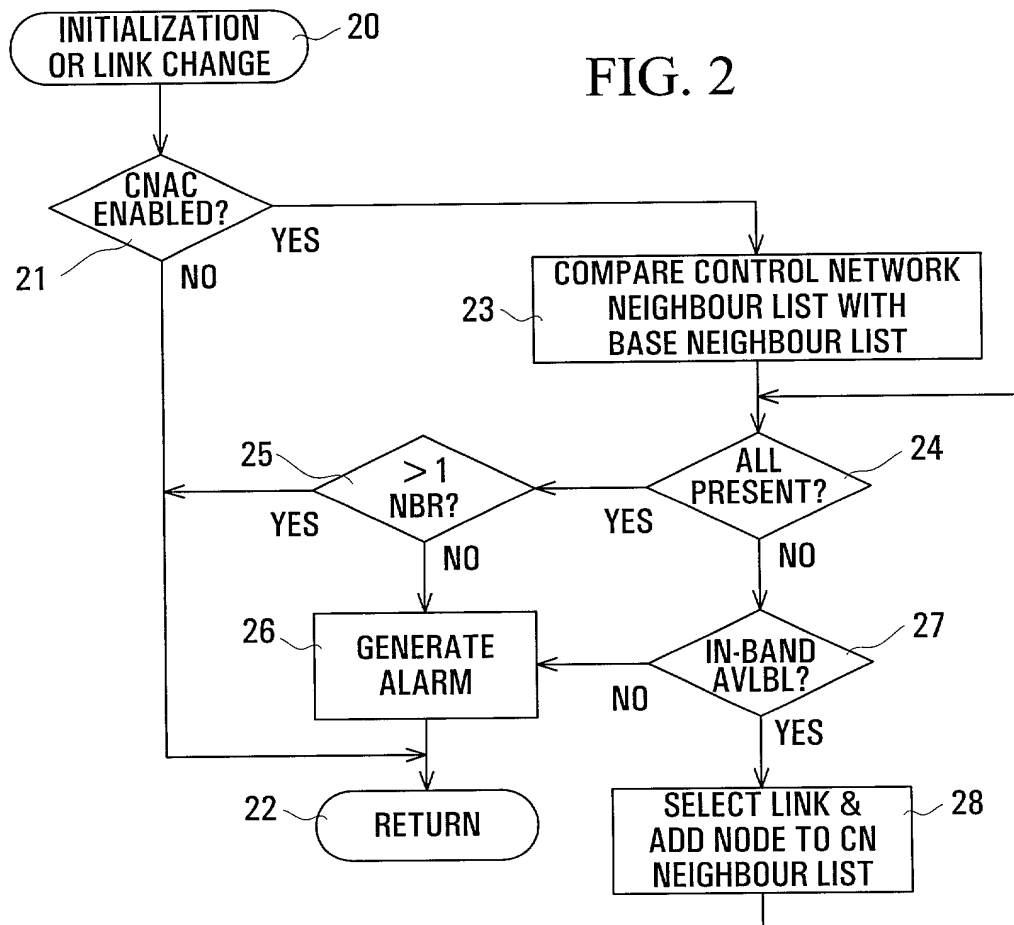 INITIALIZATION
OR LINK CHANGE
20
FIG. 2
CNAC
ENABLED?
21
YES
NO
COMPARE CONTROL NETWORK
NEIGHBOUR LIST WITH
BASE NEIGHBOUR LIST
23
ALL
PRESENT?
24
YES
NO
> 1
NBR?
25
YES
NO
GENERATE
ALARM
26
IN-BAND
AVLBL?
27
NO
YES
RETURN
22
SELECT LINK &
ADD NODE TO CN
NEIGHBOUR LIST
28